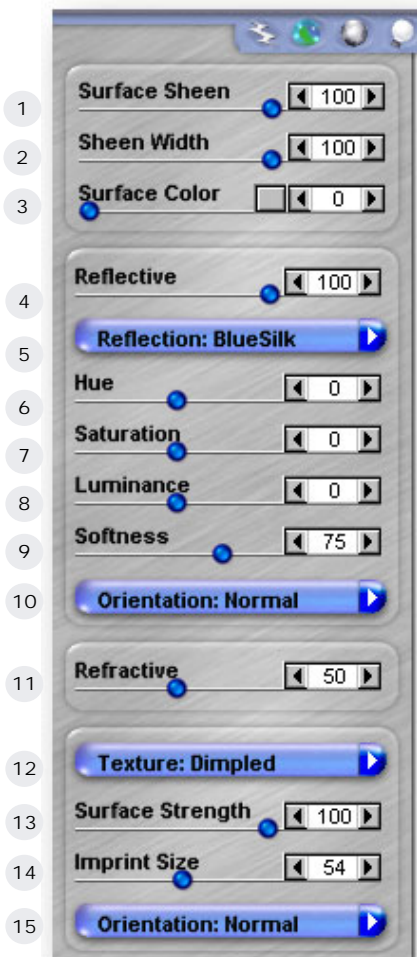 1 Surface Sheen 100
2 Sheen Width 100
3 Surface Color 0
4 Reflective 100
5 Reflection: BlueSilk
6 Hue 0
7 Saturation 0
8 Luminance 0
9 Softness 75
10 Orientation: Normal
11 Refractive 50
12 Texture: Dimpled
13 Surface Strength 100
14 Imprint Size 54
15 Orientation: Normal